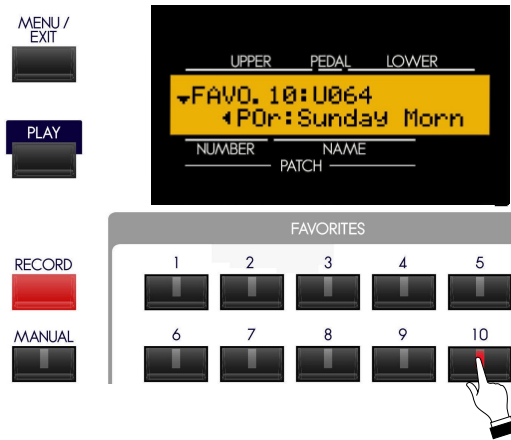 MENU /
EXIT
UPPER PEDAL LOWER
FAVO. 10:U064
POr:Sunday Morn
PLAY
NUMBER NAME
PATCH
FAVORITES
RECORD
1 2 3 4 5
MANUAL
6 7 8 9 10